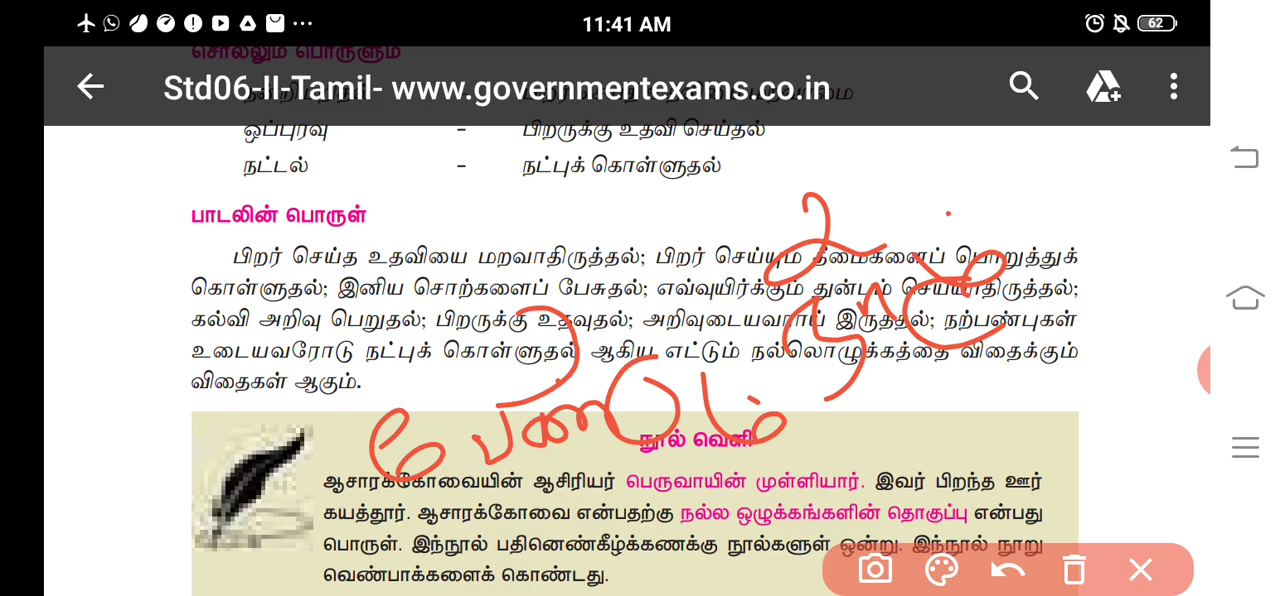 11:41 AM
62
சொல்லும் பொருளும்
Std06-II-Tamil- www.governmentexams.co.in
ஒப்புரவு - பிறருக்கு உதவி செய்தல்
நட்டல் - நட்புக் கொள்ளுதல்
பாடலின் பொருள்
பிறர் செய்த உதவியை மறவாதிருத்தல்; பிறர் செய்யும் தீமைகளைப் பொறுத்துக்
கொள்ளுதல்; இனிய சொற்களைப் பேசுதல்; எவ்வுயிர்க்கும் துன்பம் செய்யாதிருத்தல்;
கல்வி அறிவு பெறுதல்; பிறருக்கு உதவுதல்; அறிவுடையவராய் இருத்தல்; நற்பண்புகள்
உடையவரோடு நட்புக் கொள்ளுதல் ஆகிய எட்டும் நல்லொழுக்கத்தை விதைக்கும்
விதைகள் ஆகும்.
நூல் வெளி
ஆசாரக்கோவையின் ஆசிரியர் பெருவாயின் முள்ளியார். இவர் பிறந்த ஊர்
கயத்தூர். ஆசாரக்கோவை என்பதற்கு நல்ல ஒழுக்கங்களின் தொகுப்பு என்பது
பொருள். இந்நூல் பதினெண்கீழ்க்கணக்கு நூல்களுள் ஒன்று. இந்நூல் நூறு
வெண்பாக்களைக் கொண்டது.